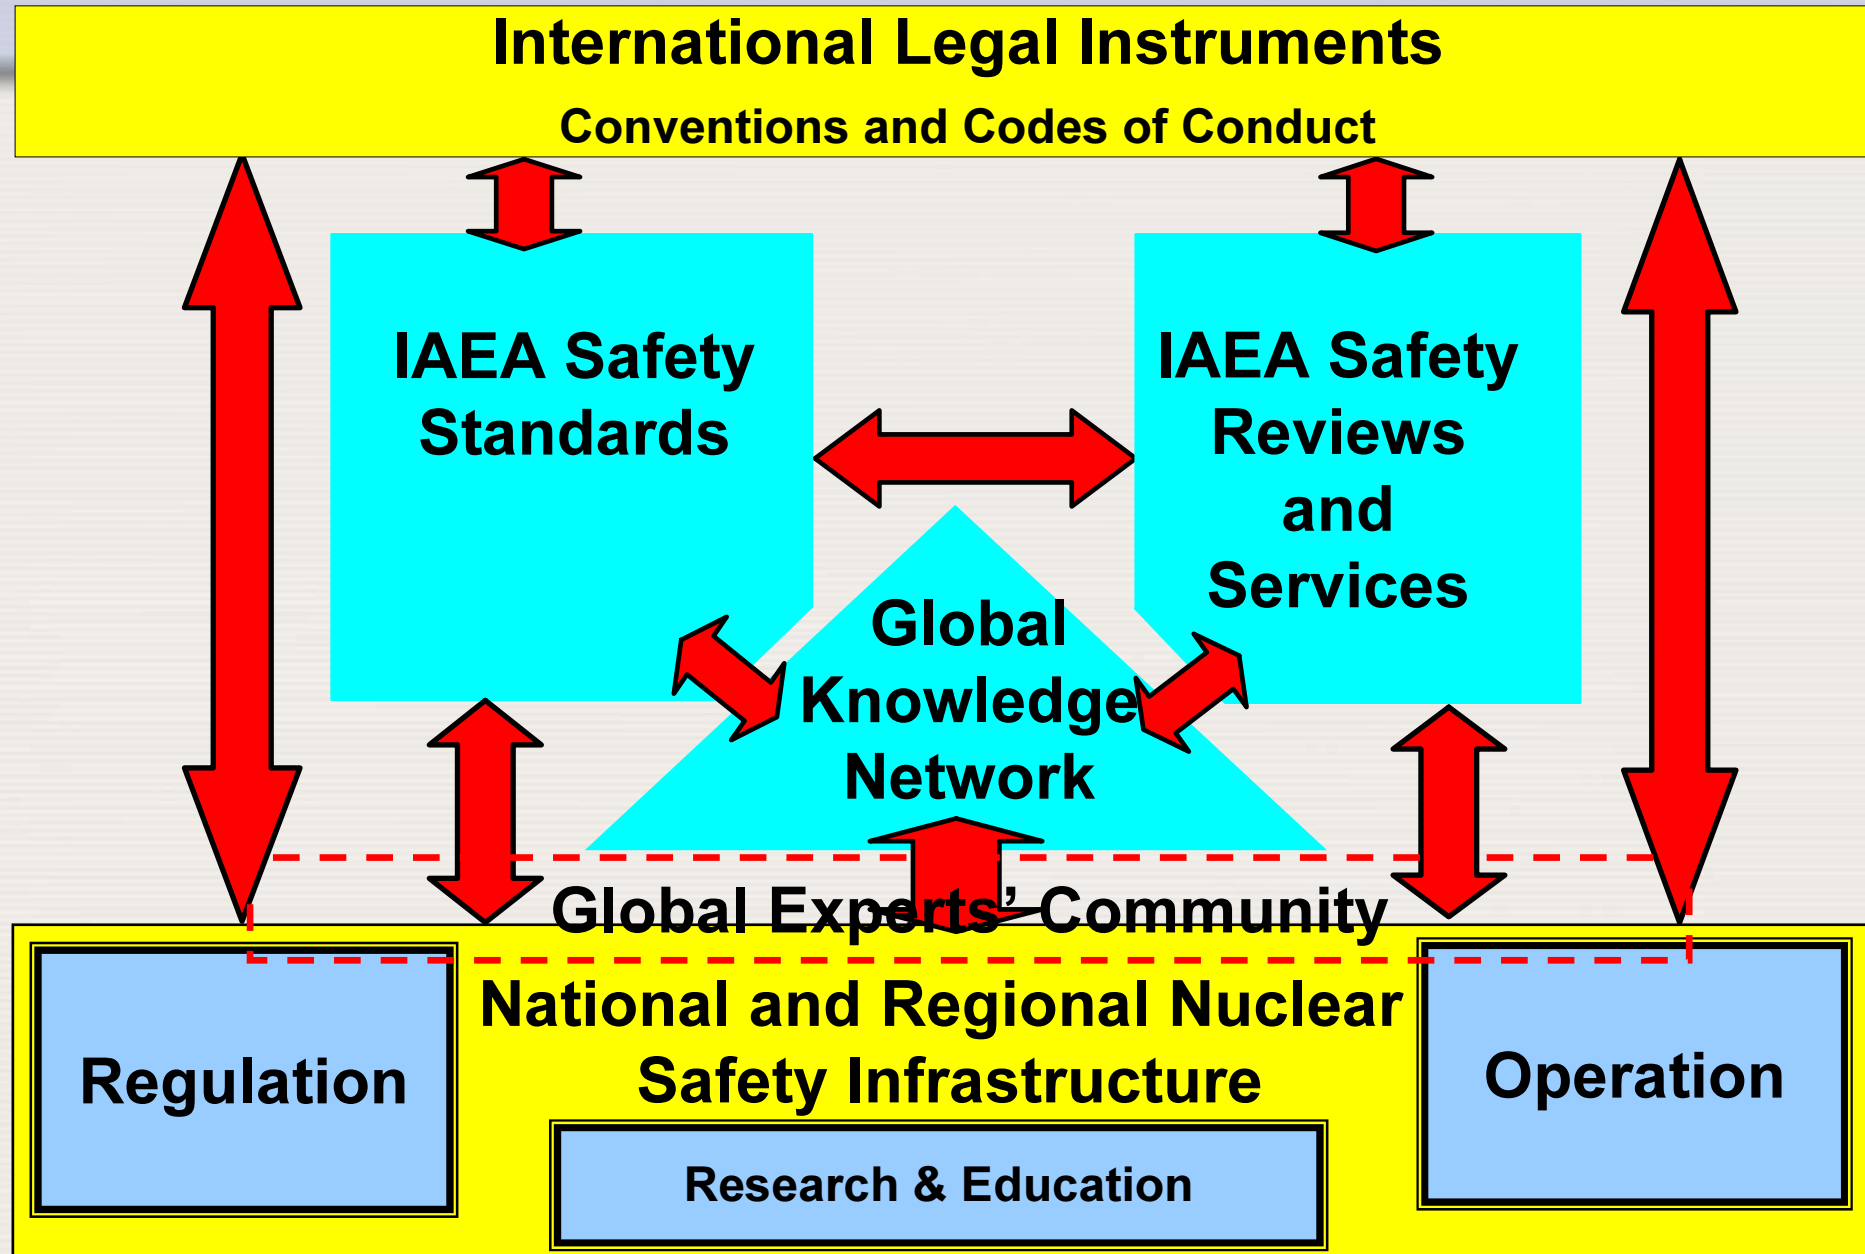 International Legal Instruments
Conventions and Codes of Conduct
IAEA Safety
Standards
IAEA Safety
Reviews
and
Services
Global
Knowledge
Network
Global Experts’ Community
National and Regional Nuclear
Safety Infrastructure
Regulation
Operation
Research & Education